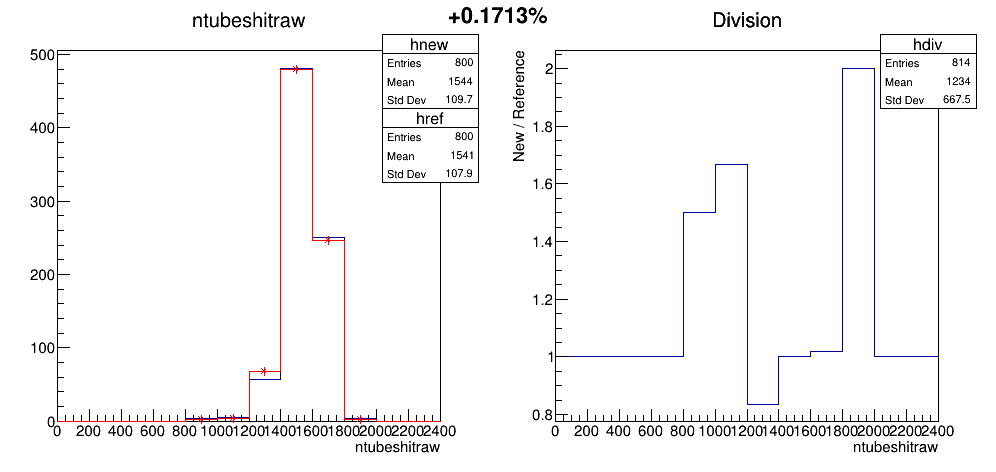 +0.1713%
ntubeshitraw
hnew
Entries 800
Mean 1544
Std Dev 109.7
href
Entries 800
Mean 1541
Std Dev 107.9
500
400
300
200
100
0
0 200 400 600 800 1000 1200 1400 1600 1800 2000 2200 2400
ntubeshitraw
Division
hdiv
Entries 814
Mean 1234
Std Dev 667.5
New / Reference
2
1.8
1.6
1.4
1.2
1
0.8
0 200 400 600 800 1000 1200 1400 1600 1800 2000 2200 2400
ntubeshitraw